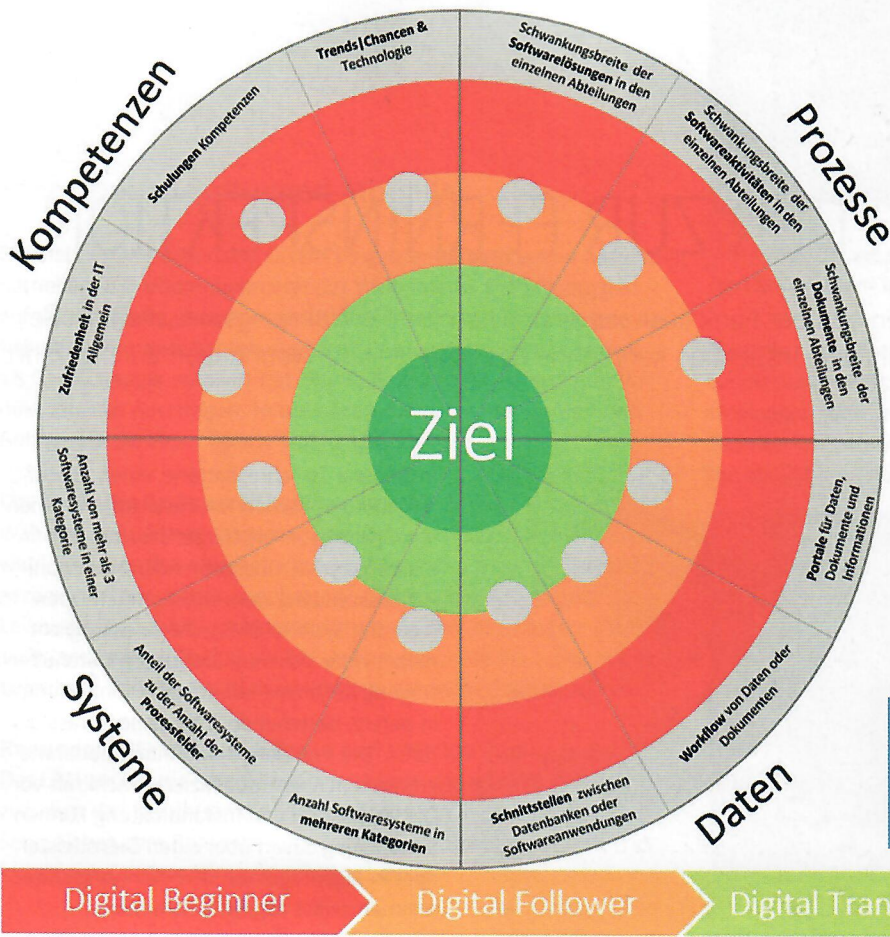 Kompetenzen
Prozesse
Systeme
Daten
Trends|Chancen &
Technologie
Schwankungsbreite der
Softwarelösungen in den
einzelnen Abteilungen
Schwankungsbreite der
Softwareaktivitäten in den
einzelnen Abteilungen
Schwankungsbreite der
Dokumente in den
einzelnen Abteilungen
Portale für Daten,
Dokumente und
Informationen
Workflow von Daten oder
Dokumenten
Schnittstellen zwischen
Datenbanken oder
Softwareanwendungen
Anzahl Softwaresysteme in
mehreren Kategorien
Anteil der Softwaresysteme
zu der Anzahl der
Prozessfelder
Anzahl von mehr als 3
Softwaresysteme in einer
Kategorie
Zufriedenheit in der IT
Allgemein
Schulungen Kompetenzen
Ziel
Digital Beginner
Digital Follower
Digital Tran